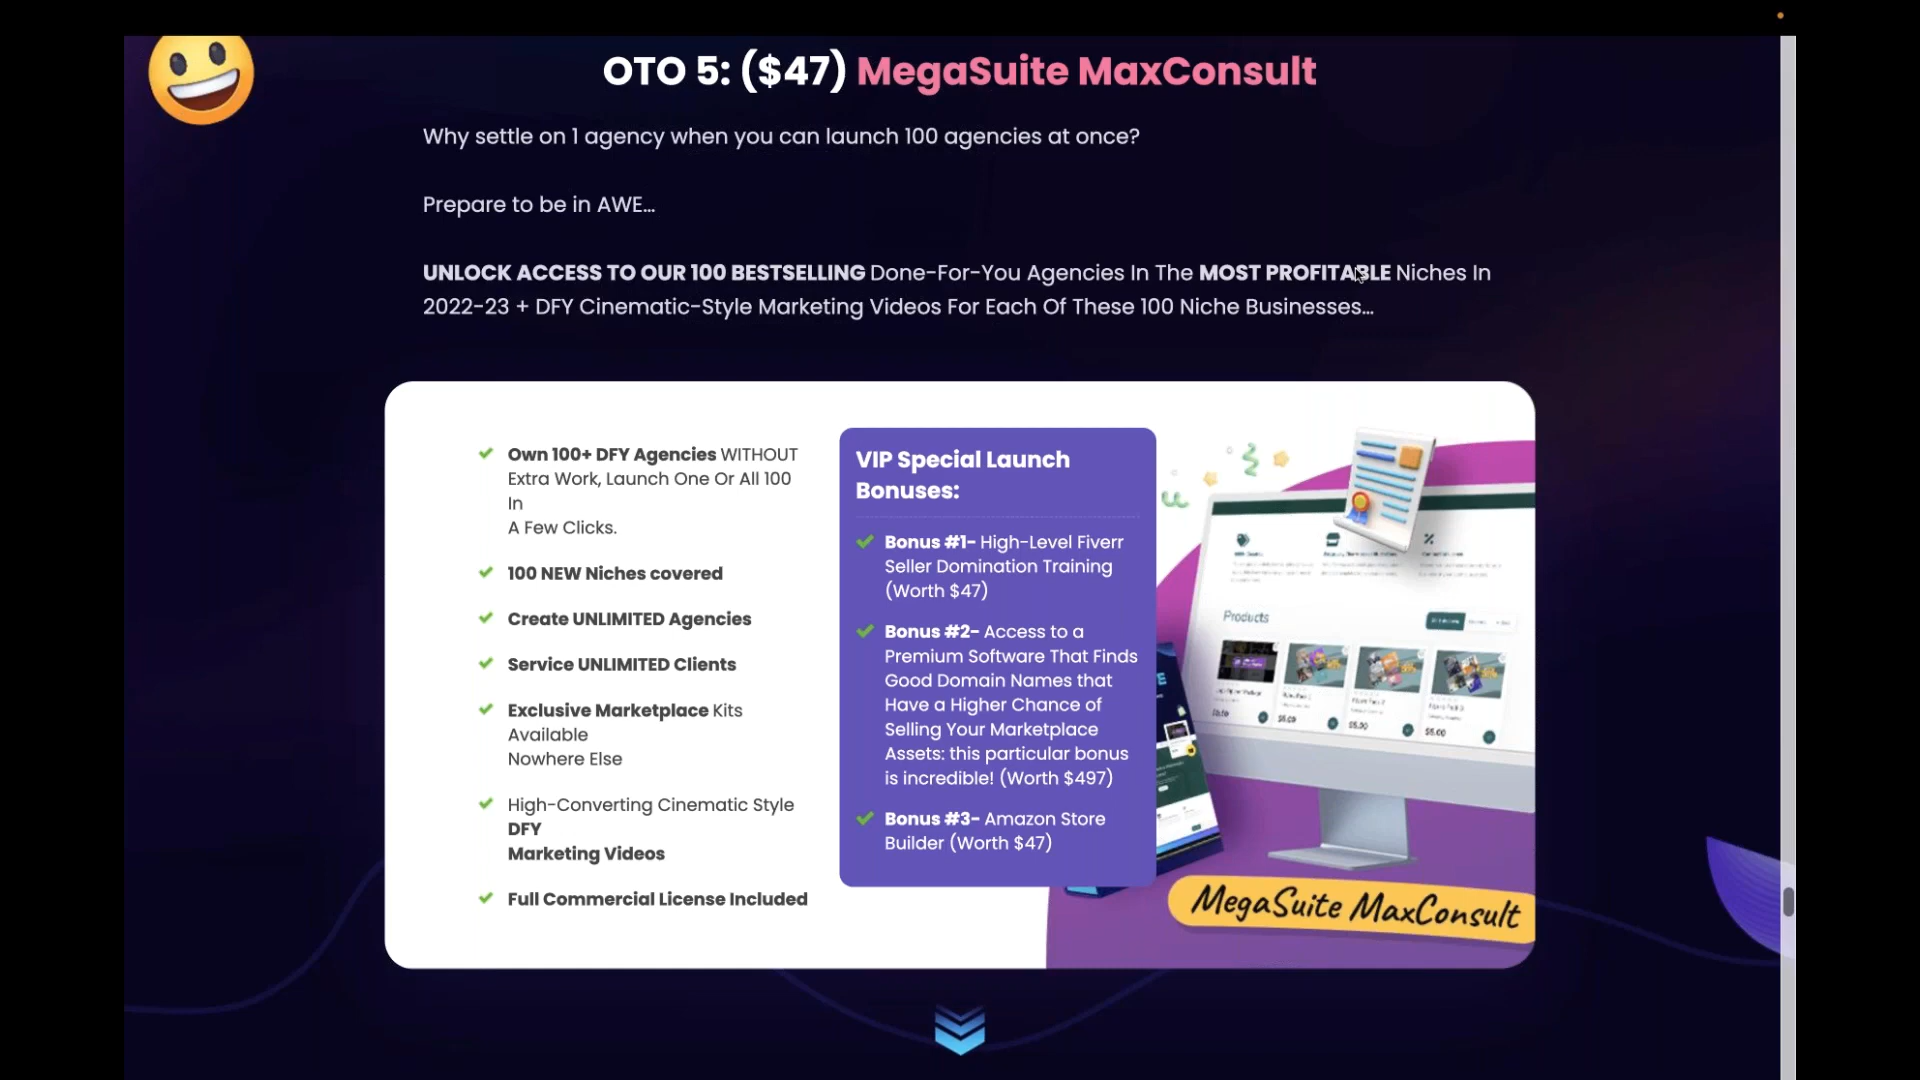 OTO 5: ($47) MegaSuite MaxConsult
Why settle on 1 agency when you can launch 100 agencies at once?
Prepare to be in AWE...
UNLOCK ACCESS TO OUR 100 BESTSELLING Done-For-You Agencies In The MOST PROFITABLE Niches In
2022-23 + DFY Cinematic-Style Marketing Videos For Each Of These 100 Niche Businesses...
Own 100+ DFY Agencies WITHOUT
Extra Work, Launch One Or All 100
In
A Few Clicks.
100 NEW Niches covered
Create UNLIMITED Agencies
Service UNLIMITED Clients
Exclusive Marketplace Kits
Available
Nowhere Else
High-Converting Cinematic Style
DFY
Marketing Videos
Full Commercial License Included
VIP Special Launch
Bonuses:
Bonus #1- High-Level Fiverr
Seller Domination Training
(Worth $47)
Bonus #2- Access to a
Premium Software That Finds
Good Domain Names that
Have a Higher Chance of
Selling Your Marketplace
Assets: this particular bonus
is incredible! (Worth $497)
Bonus #3- Amazon Store
Builder (Worth $47)
Products
$5.00 $5.00 $5.00
MegaSuite MaxConsult